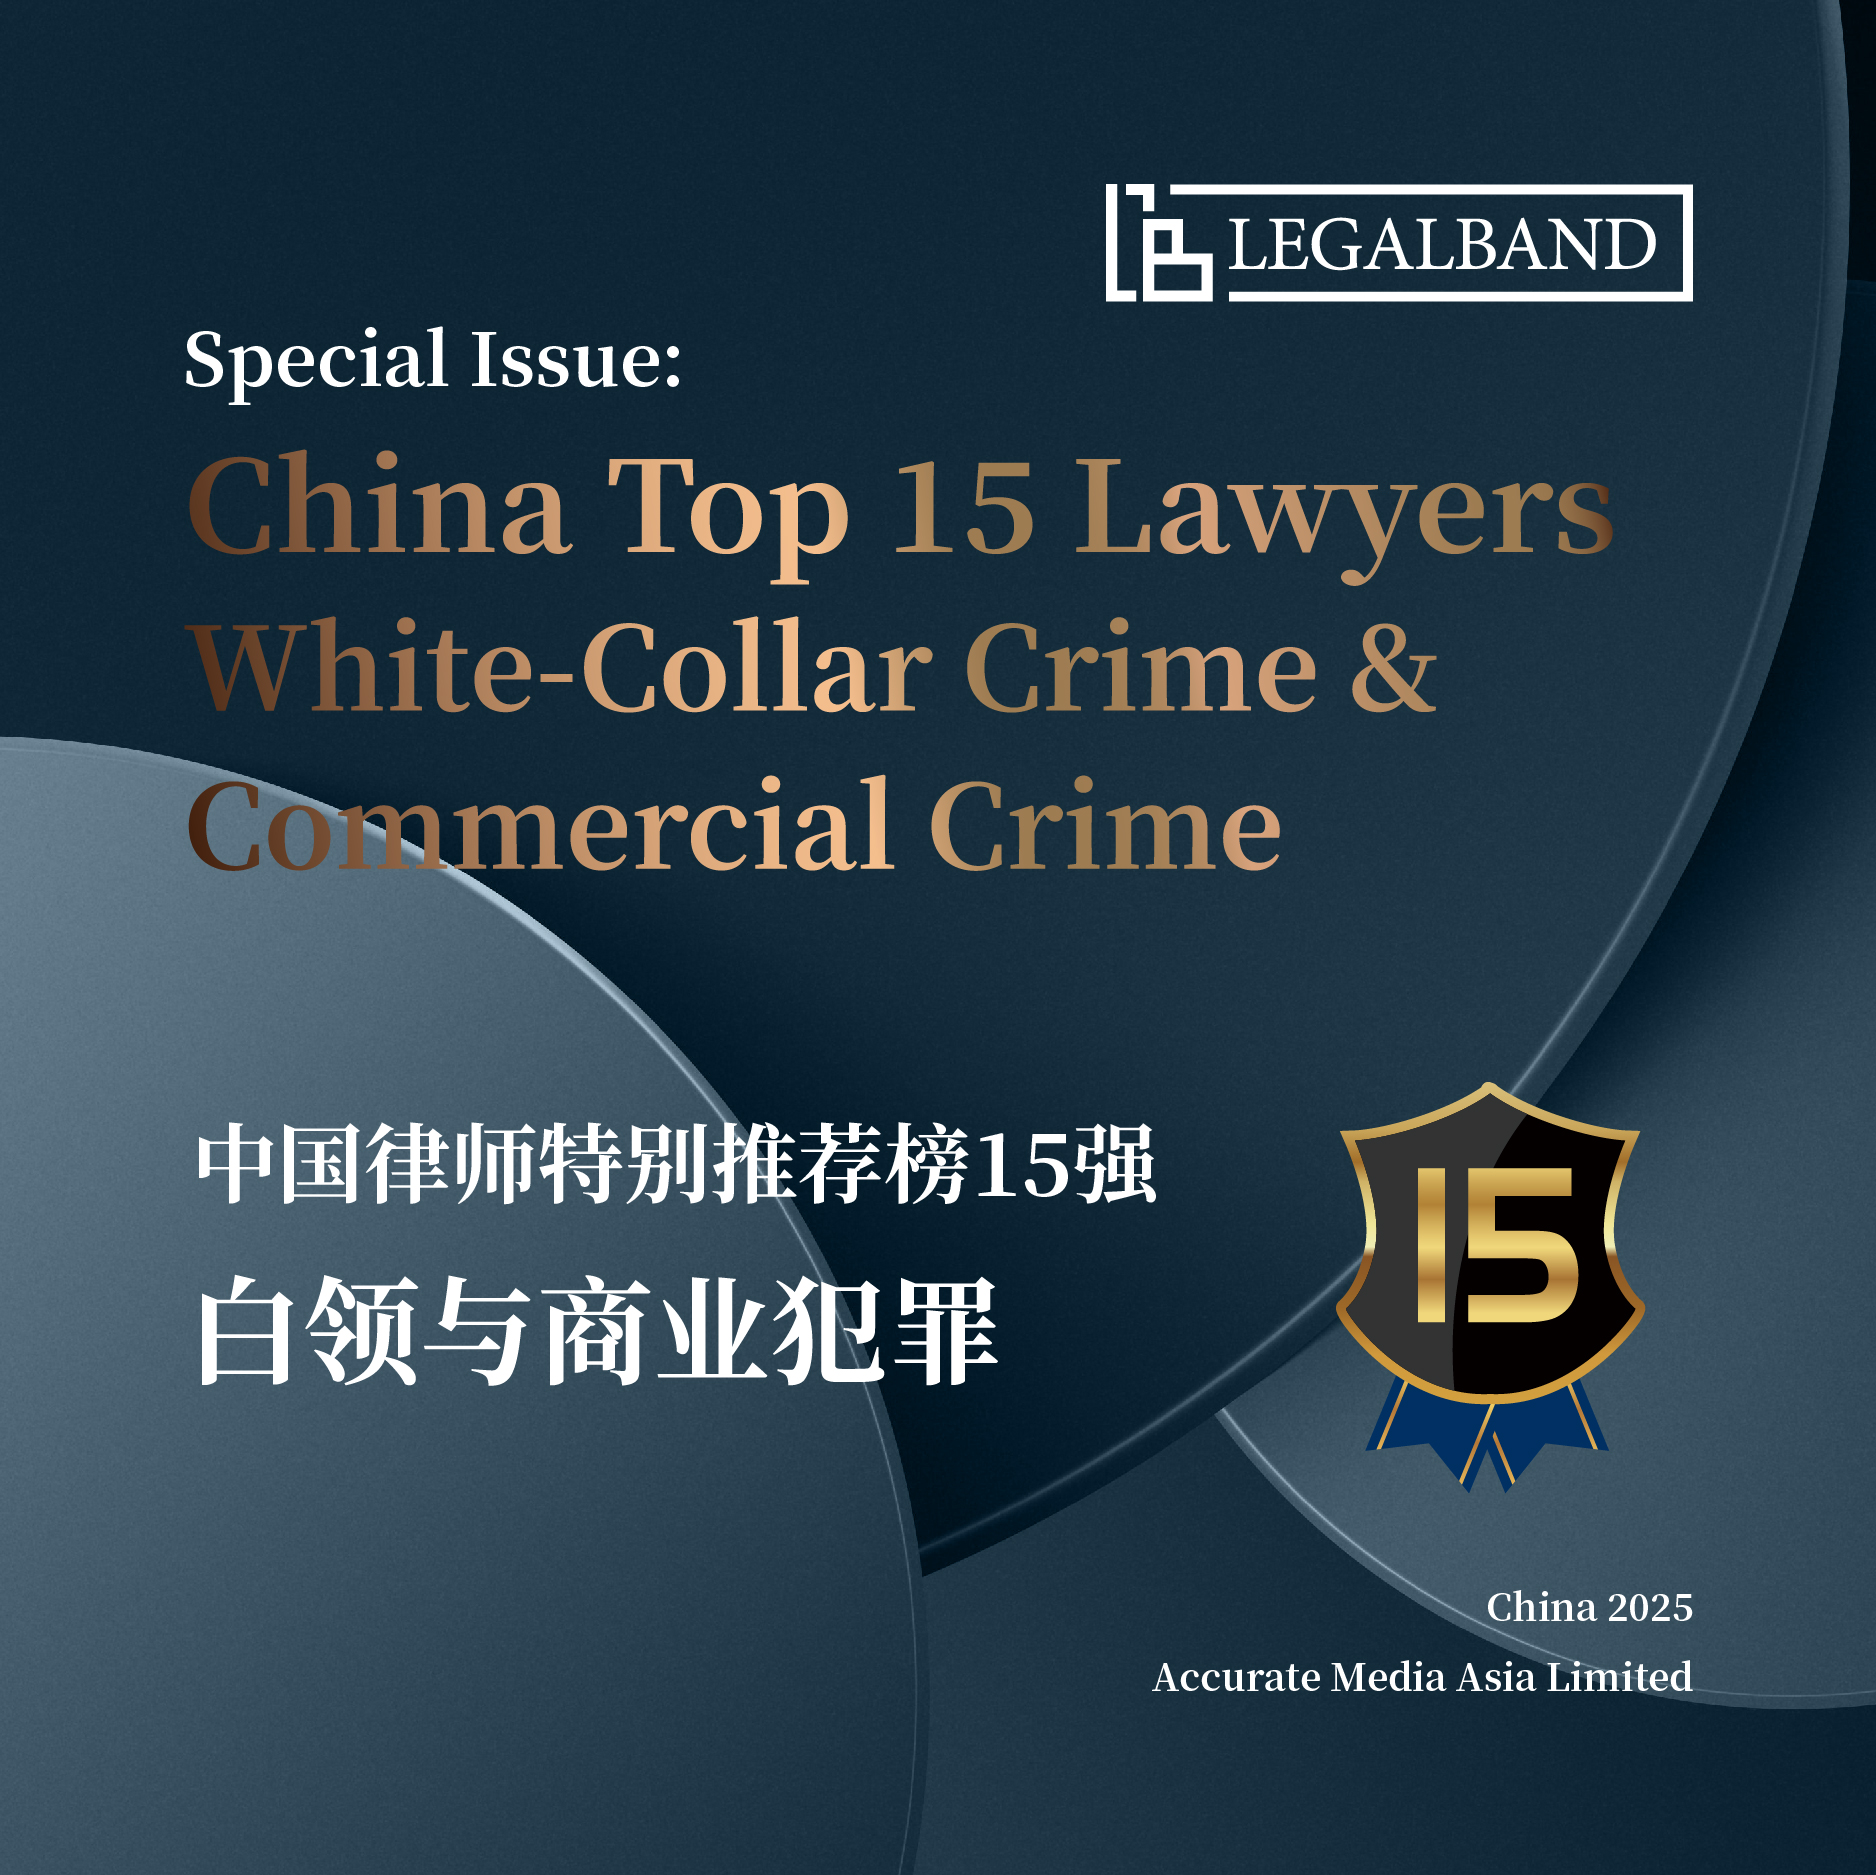 LEGALBAND
Special Issue:
China Top 15 Lawyers
White-Collar Crime &
Commercial Crime
中国律师特别推荐榜15强
白领与商业犯罪
15
China 2025
Accurate Media Asia Limited